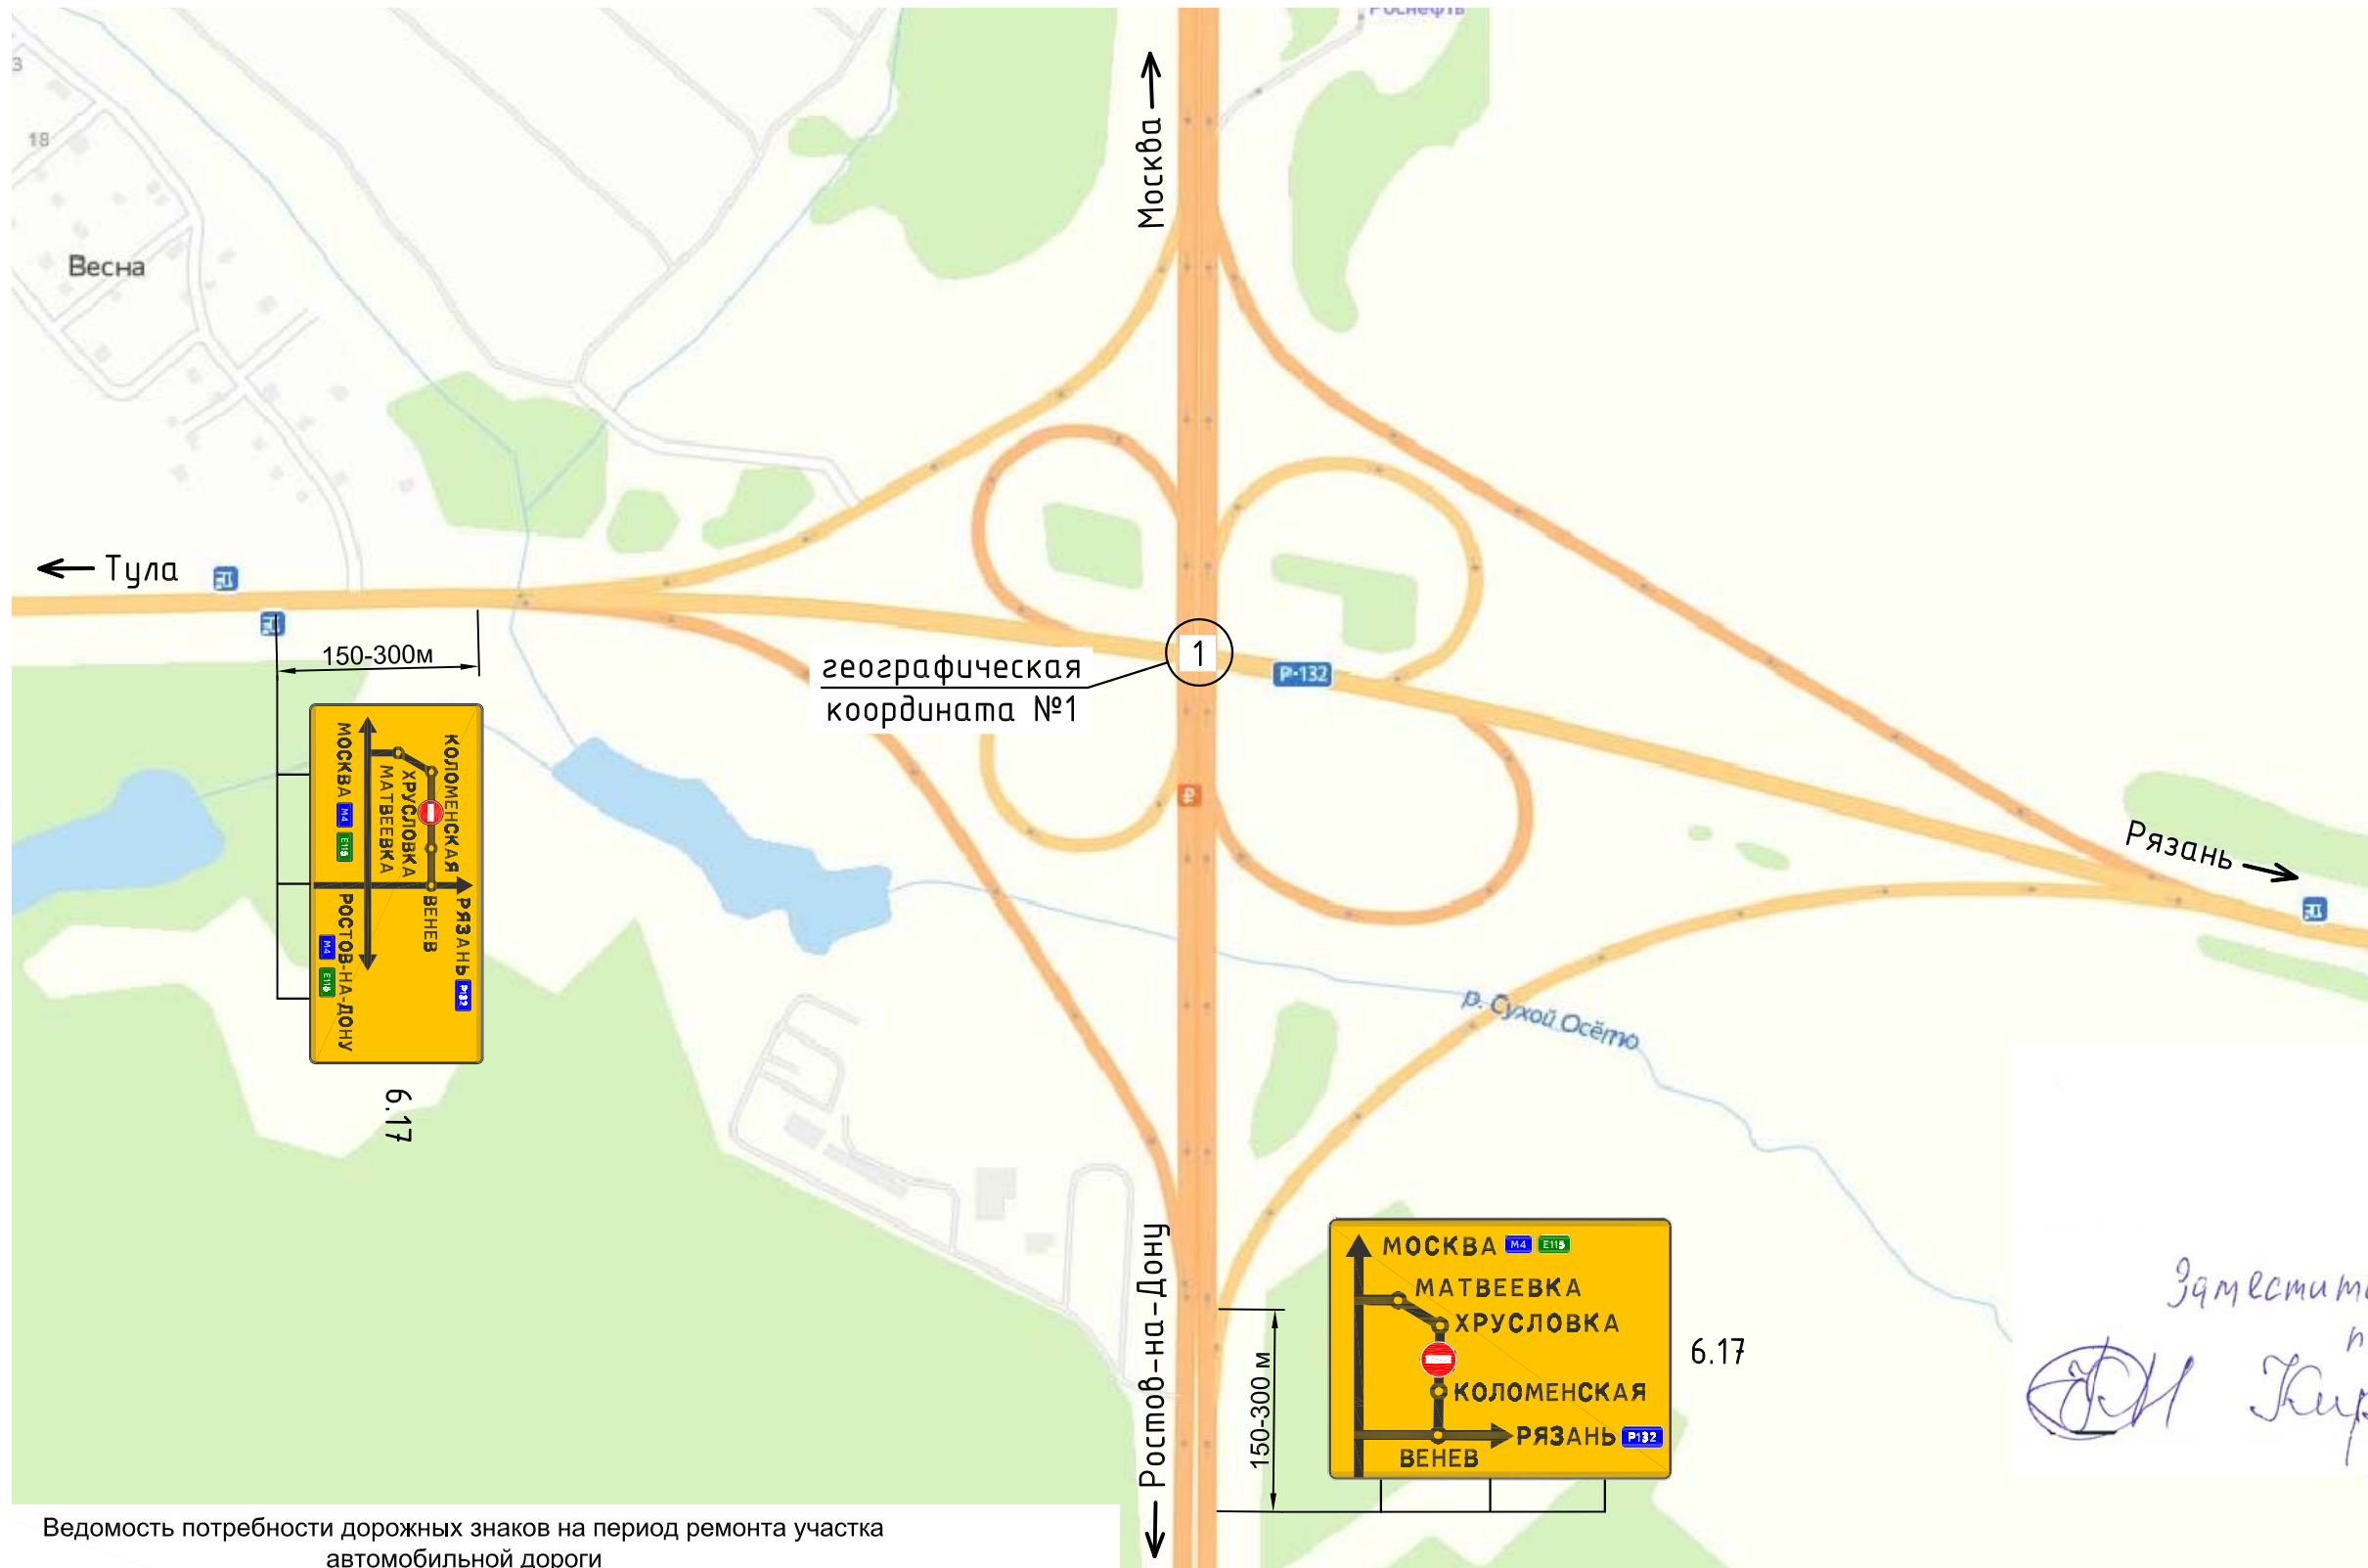 Роснефть
3
18
Москва
Весна
← Тула
150-300м
географическая
координата №1
1
Р-132
Рязань →
МОСКВА М4 Е115
МАТВЕЕВКА
ХРУСЛОВКА
КОЛОМЕНСКАЯ
РЯЗАНЬ Р132
ВЕНЕВ
РОСТОВ-НА-ДОНУ
М4 Е115
6.17
р. Сухой Осётр
Ростов-на-Дону
150-300 м
МОСКВА М4 Е115
МАТВЕЕВКА
ХРУСЛОВКА
КОЛОМЕНСКАЯ
РЯЗАНЬ Р132
ВЕНЕВ
6.17
Заместит
Ведомость потребности дорожных знаков на период ремонта участка
автомобильной дороги